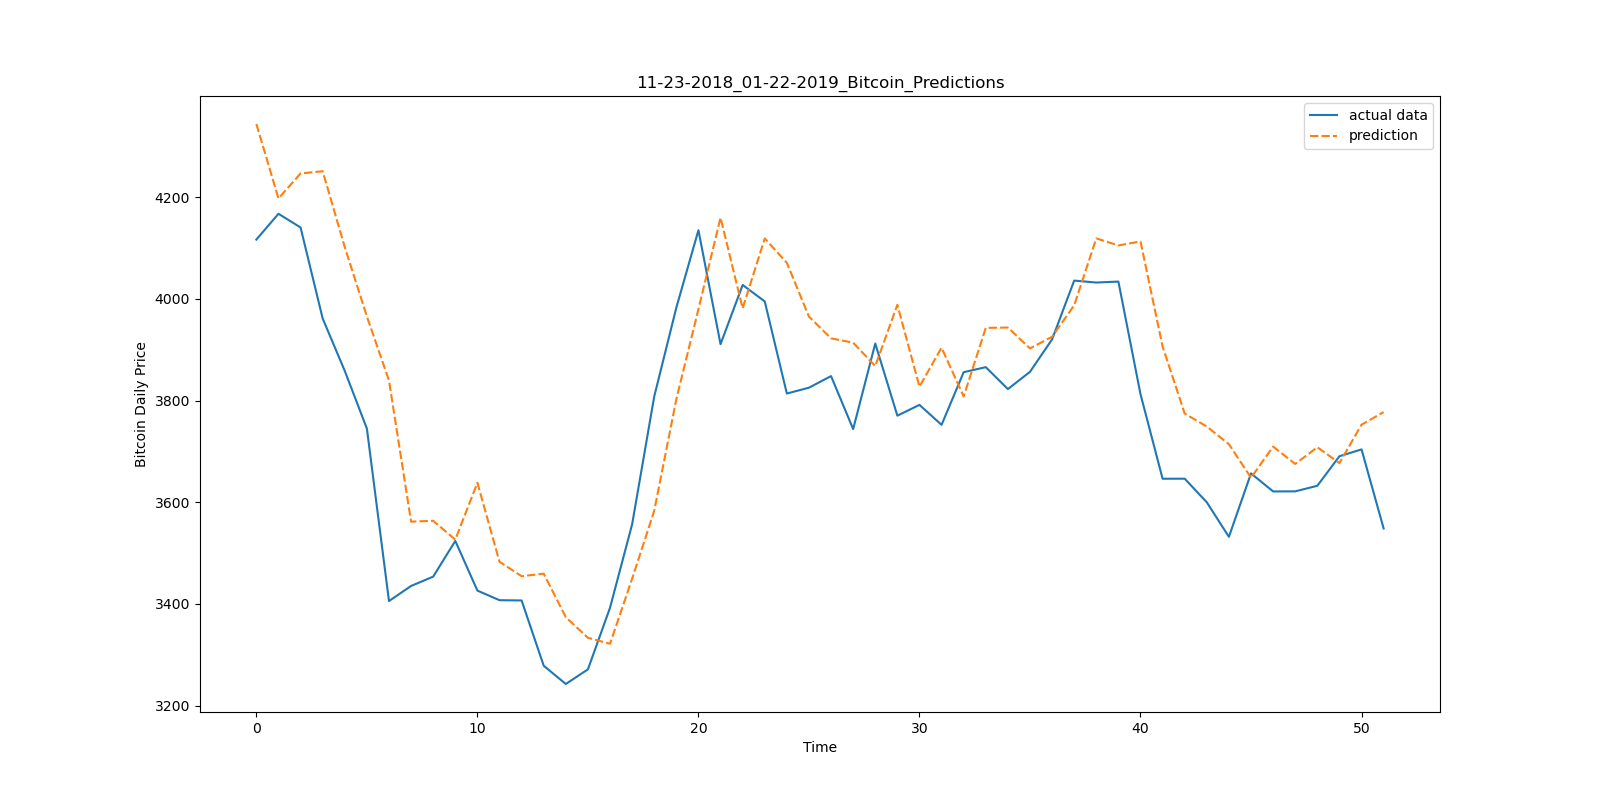 11-23-2018_01-22-2019_Bitcoin_Predictions
actual data
prediction
4200
4000
3800
3600
3400
3200
Bitcoin Daily Price
0 10 20 30 40 50
Time